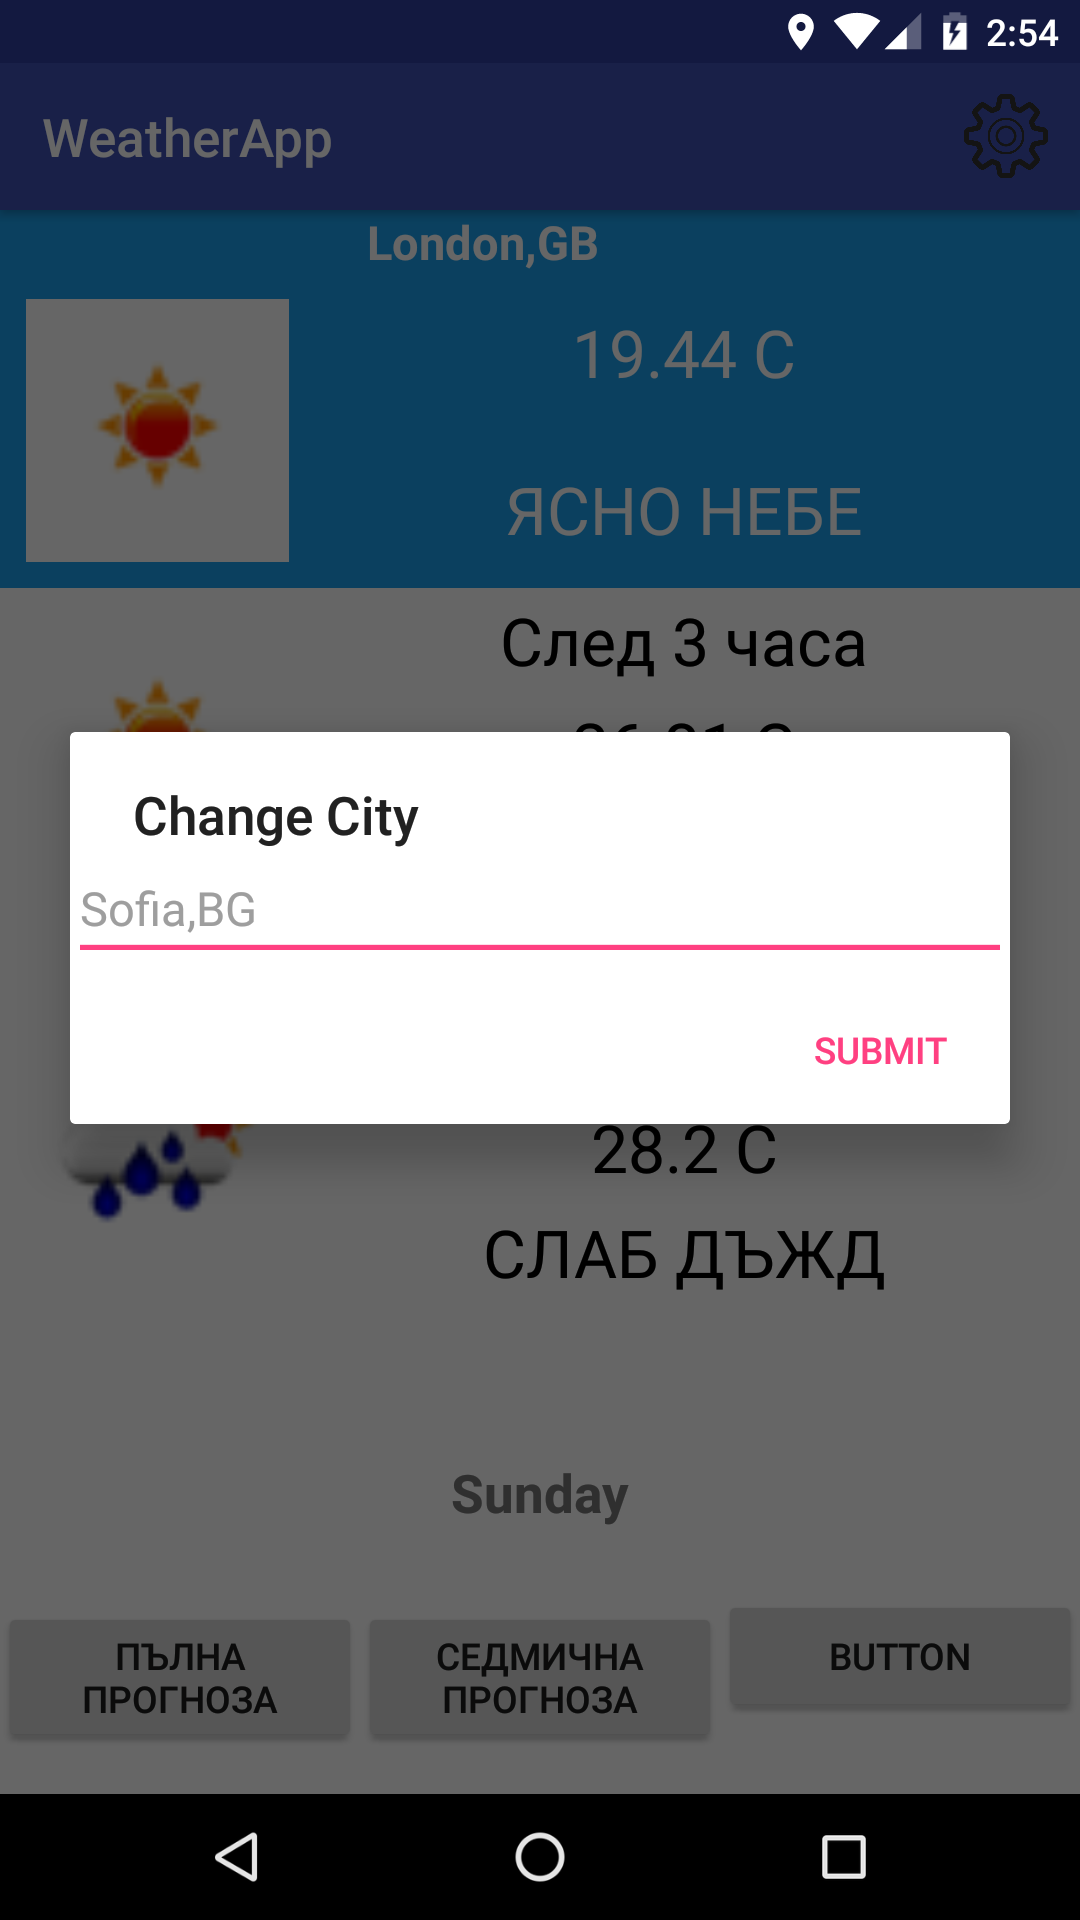 2:54
WeatherApp
London,GB
19.44 C
ЯСНО НЕБЕ
След 3 часа
Change City
Sofia,BG
SUBMIT
28.2 C
СЛАБ ДЪЖД
Sunday
ПЪЛНА ПРОГНОЗА
СЕДМИЧНА ПРОГНОЗА
BUTTON